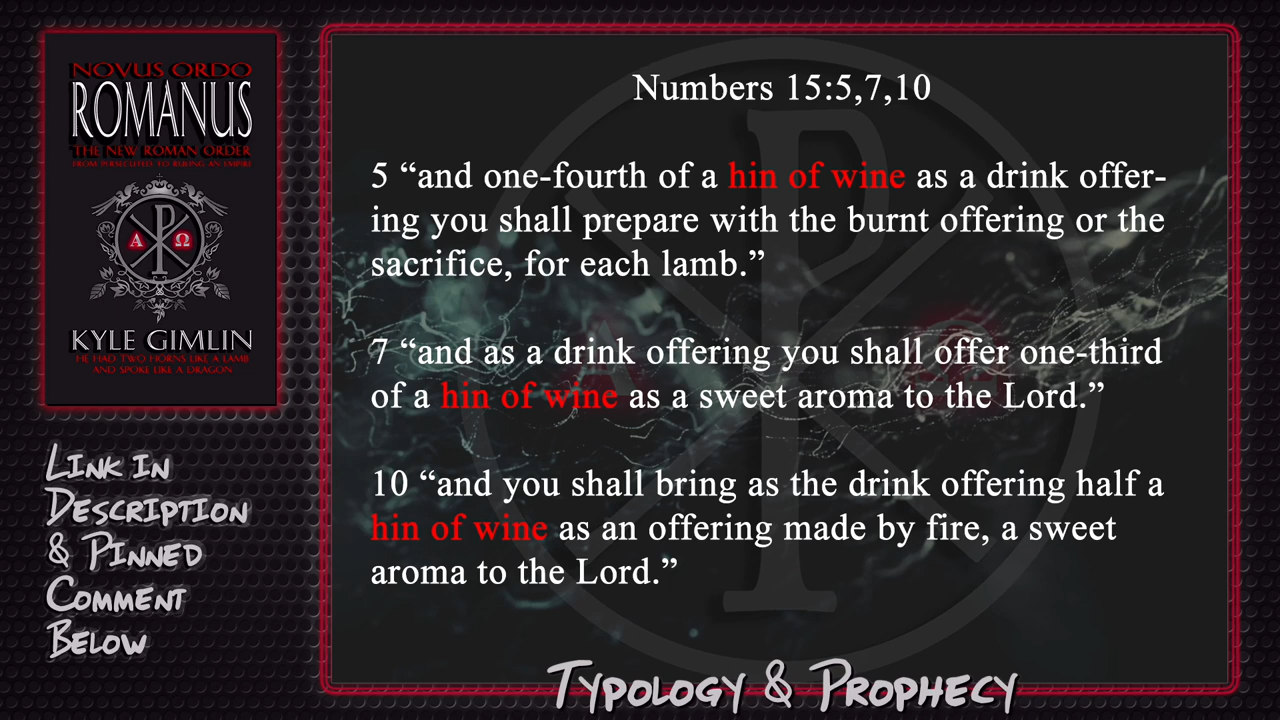 NOVUS ORDO
ROMANUS
THE NEW ROMAN ORDER
FROM PERSECUTED TO RULING AN EMPIRE
Α Ω
KYLE GIMLIN
HE HAD TWO HORNS LIKE A LAMB
AND SPOKE LIKE A DRAGON
LINK IN
DESCRIPTION
& PINNED
COMMENT
BELOW
Numbers 15:5,7,10
5 “and one-fourth of a hin of wine as a drink offer-
ing you shall prepare with the burnt offering or the
sacrifice, for each lamb.”
7 “and as a drink offering you shall offer one-third
of a hin of wine as a sweet aroma to the Lord.”
10 “and you shall bring as the drink offering half a
hin of wine as an offering made by fire, a sweet
aroma to the Lord.”
TYPOLOGY & PROPHECY